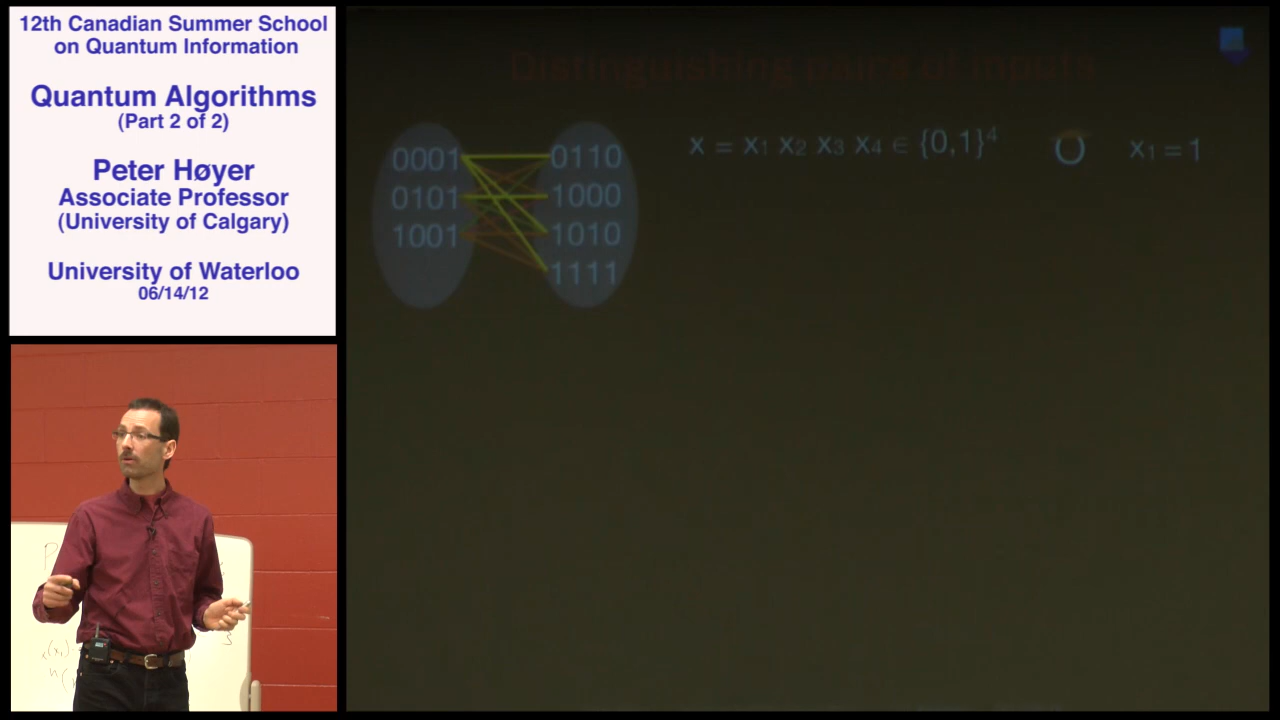 12th Canadian Summer School
on Quantum Information
Quantum Algorithms
(Part 2 of 2)
Peter Høyer
Associate Professor
(University of Calgary)
University of Waterloo
06/14/12
Distinguishing pairs of inputs
0001 0110
0101 1000
1001 1010
1111
x = x₁ x₂ x₃ x₄ ∈ {0,1}⁴ x₁ = 1